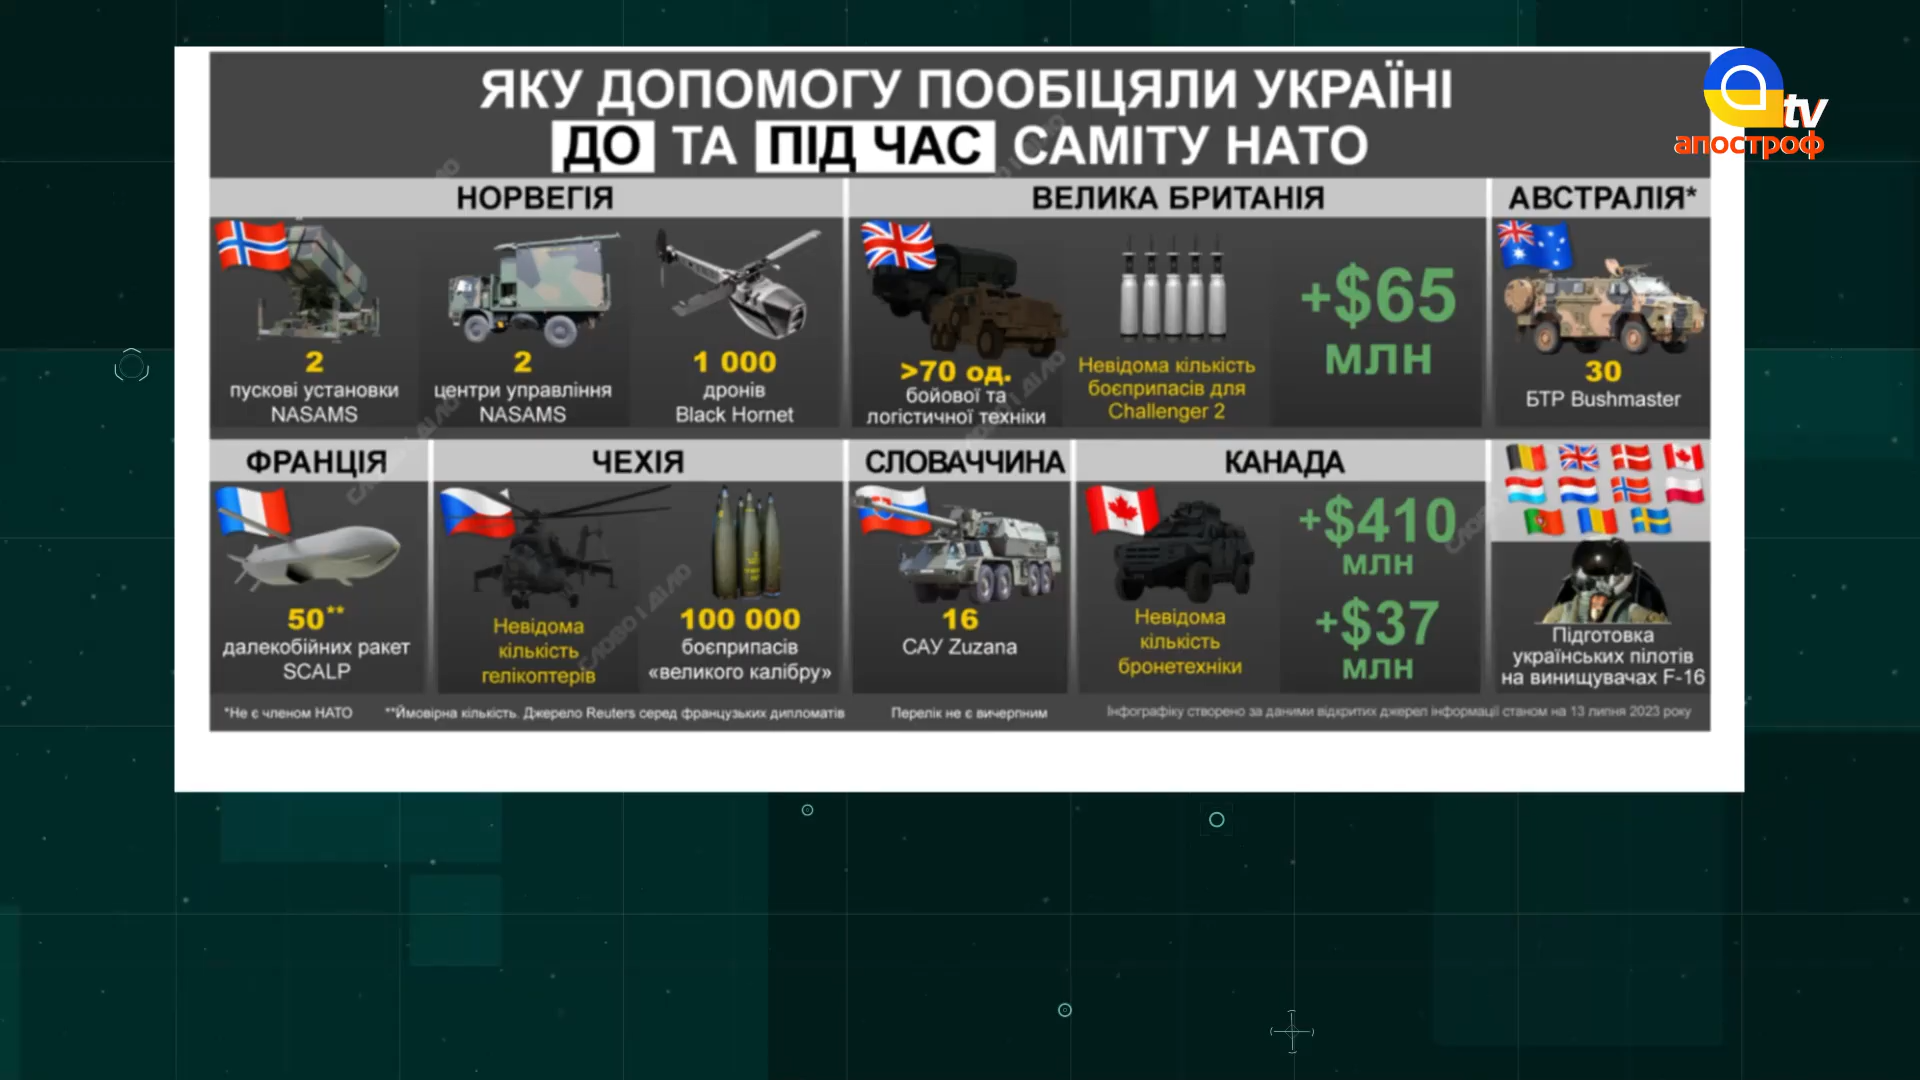 ЯКУ ДОПОМОГУ ПООБІЦЯЛИ УКРАЇНІ
ДО ТА ПІД ЧАС САМІТУ НАТО
tv
апостроф
НОРВЕГІЯ
2
пускові установки
NASAMS
2
центри управління
NASAMS
1 000
дронів
Black Hornet
ВЕЛИКА БРИТАНІЯ
>70 од.
бойової та
логістичної техніки
Невідома кількість
боєприпасів для
Challenger 2
+$65
МЛН
АВСТРАЛІЯ*
30
БТР Bushmaster
ФРАНЦІЯ
50**
далекобійних ракет
SCALP
ЧЕХІЯ
Невідома
кількість
гелікоптерів
100 000
боєприпасів
«великого калібру»
СЛОВАЧЧИНА
16
САУ Zuzana
КАНАДА
Невідома
кількість
бронетехніки
+$410
МЛН
+$37
МЛН
Підготовка
українських пілотів
на винищувачах F-16
*Не є членом НАТО
**Ймовірна кількість. Джерело Reuters серед французьких дипломатів
Перелік не є вичерпним
Інфографіку створено за даними відкритих джерел інформації станом на 13 липня 2023 року
СЛОВО І ДІЛО